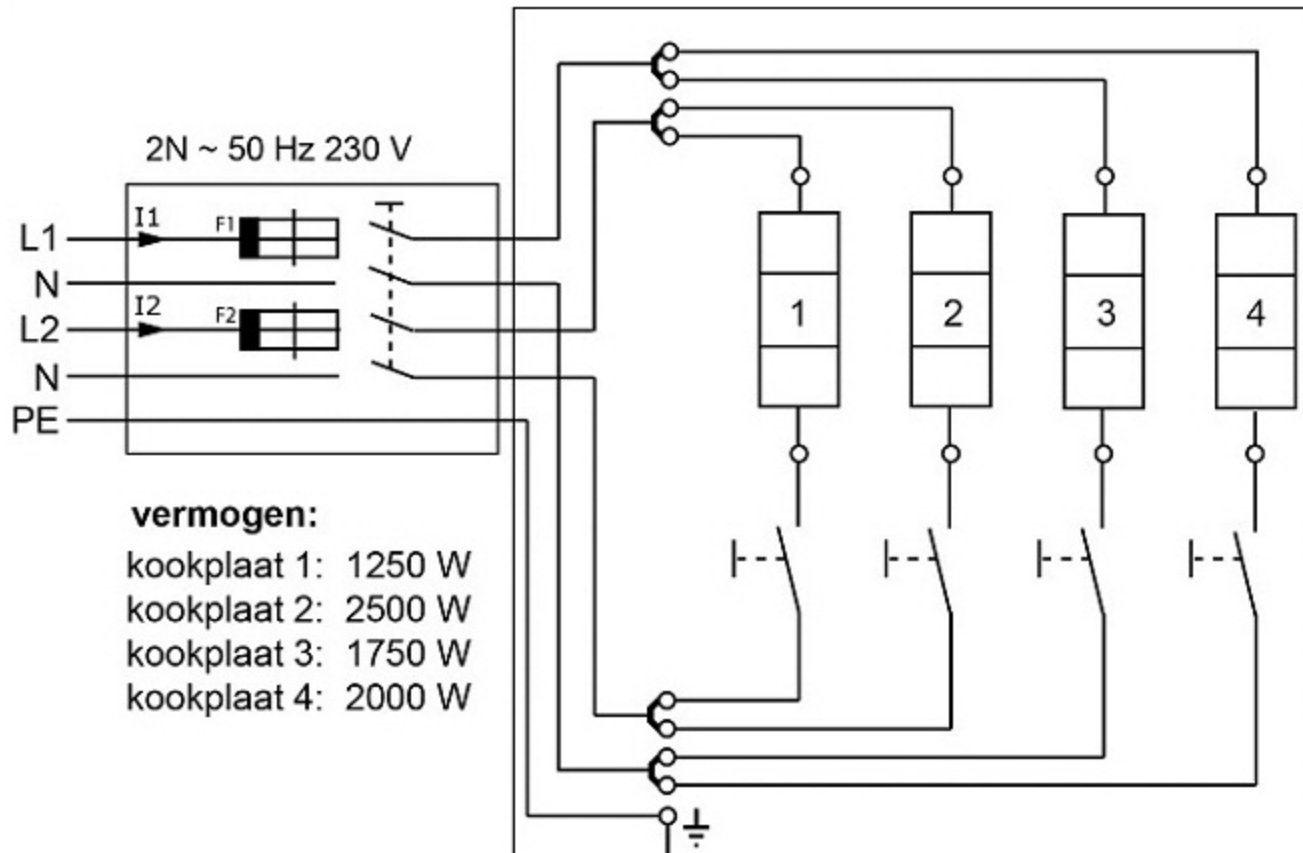 2N ~ 50 Hz 230 V
L1
I1
F1
N
L2
I2
F2
N
PE
1
2
3
4
vermogen:
kookplaat 1: 1250 W
kookplaat 2: 2500 W
kookplaat 3: 1750 W
kookplaat 4: 2000 W